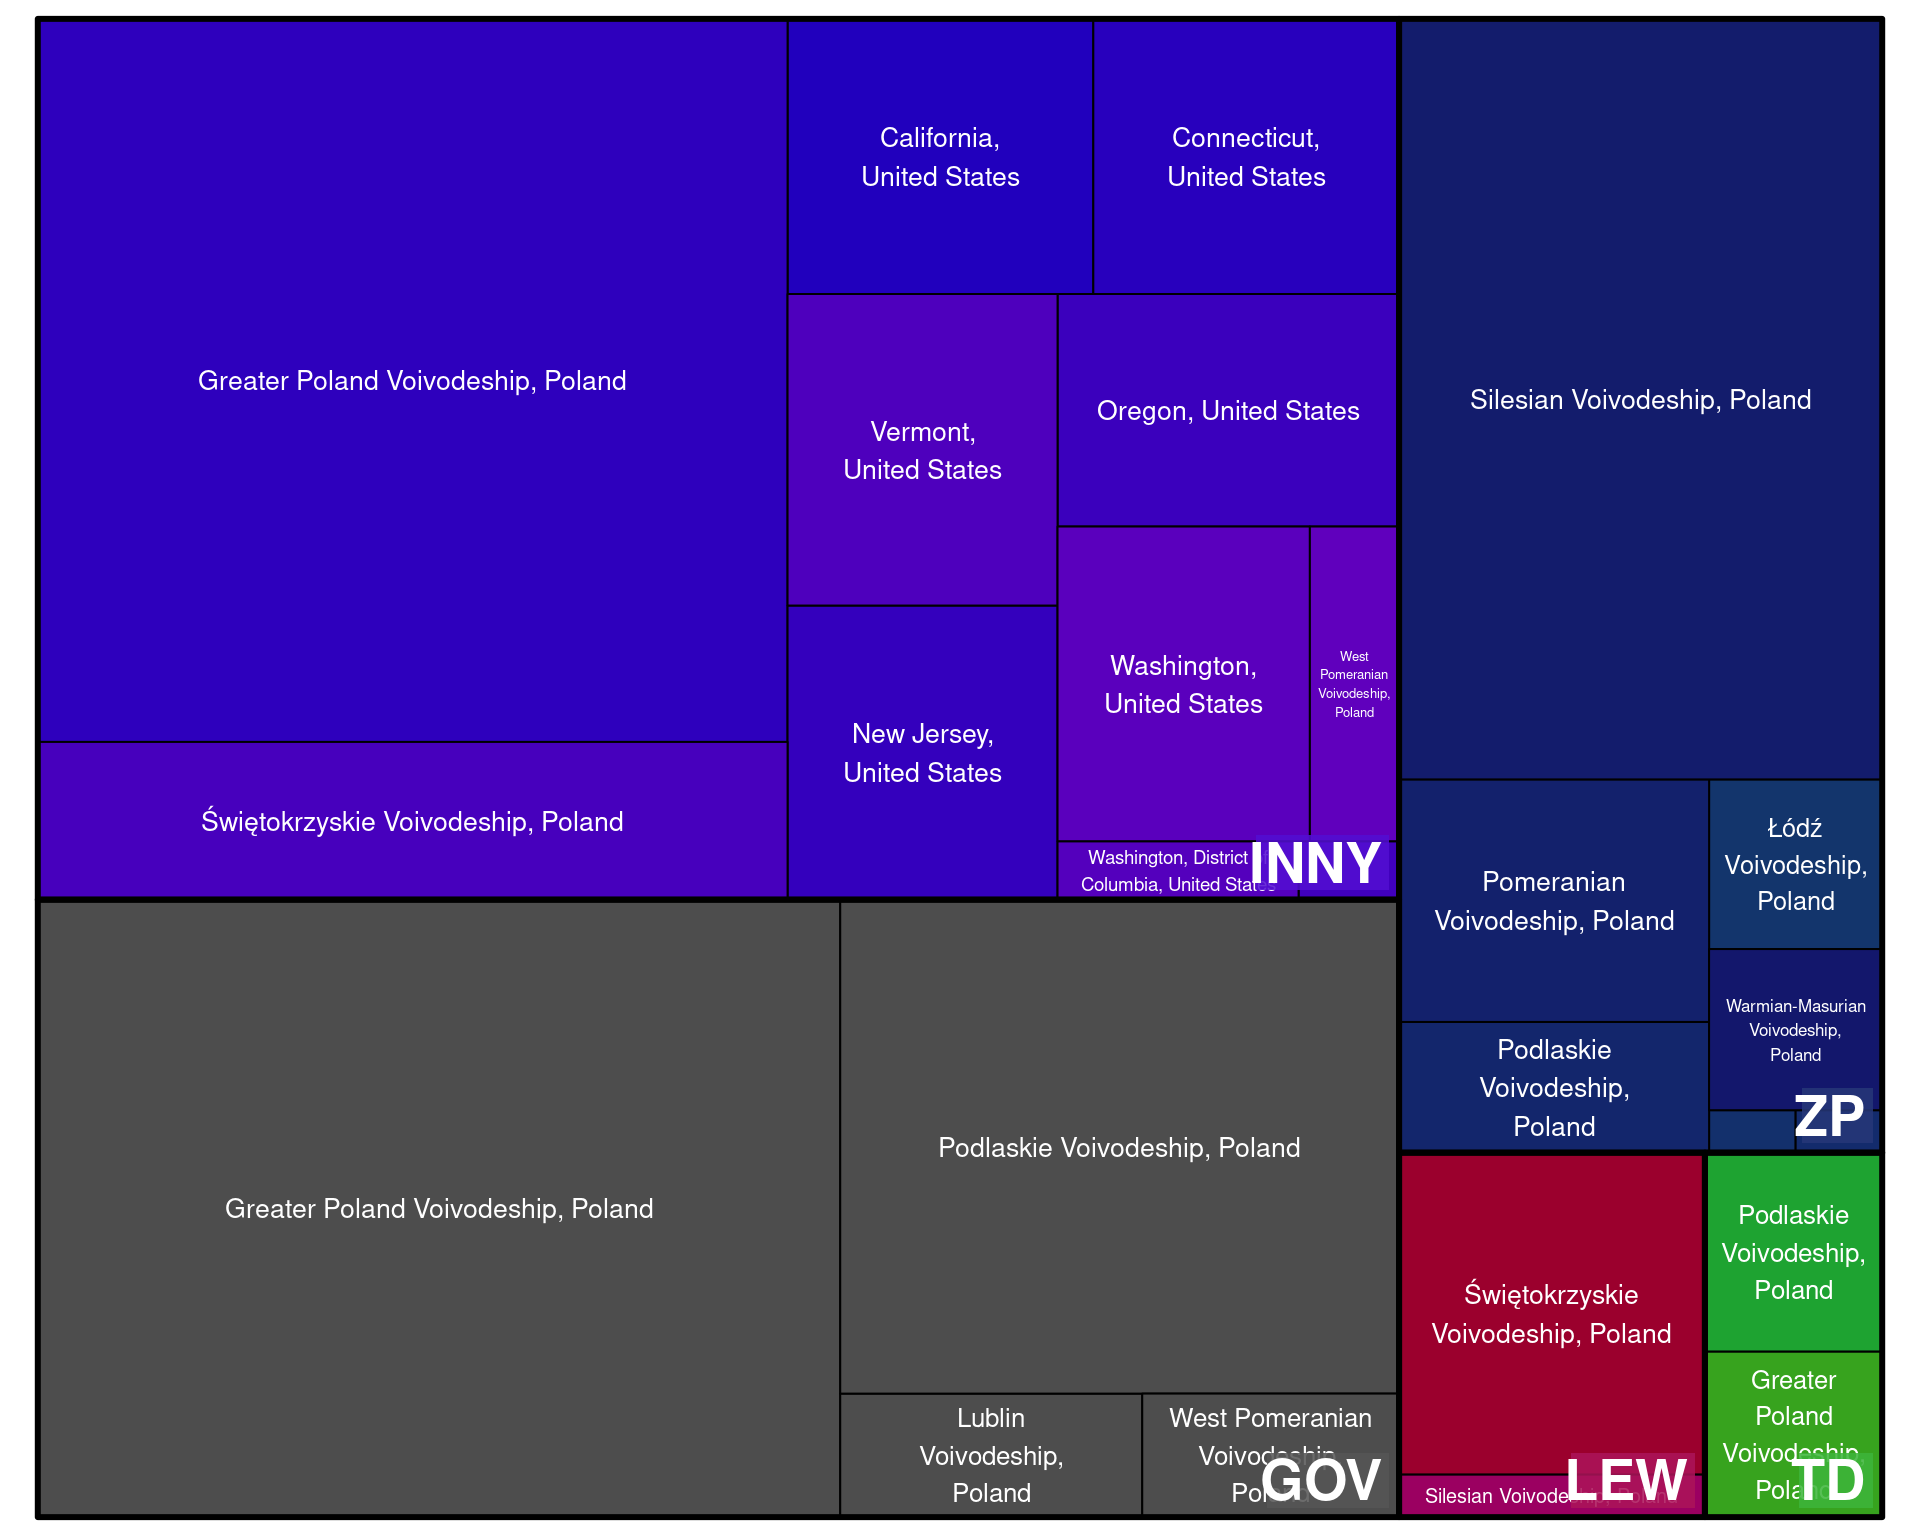 Greater Poland Voivodeship, Poland
Świętokrzyskie Voivodeship, Poland
California,
United States
Connecticut,
United States
Vermont,
United States
Oregon, United States
New Jersey,
United States
Washington,
United States
West
Pomeranian
Voivodeship,
Poland
Washington, District of
Columbia, United States
INNY
Greater Poland Voivodeship, Poland
Podlaskie Voivodeship, Poland
Lublin
Voivodeship,
Poland
West Pomeranian
Voivodeship,
Poland
GOV
Silesian Voivodeship, Poland
Pomeranian
Voivodeship, Poland
Podlaskie
Voivodeship,
Poland
Łódź
Voivodeship,
Poland
Warmian-Masurian
Voivodeship,
Poland
ZP
Świętokrzyskie
Voivodeship, Poland
Silesian Voivodeship, Poland
LEW
Podlaskie
Voivodeship,
Poland
Greater
Poland
Voivodeship,
Poland
TD